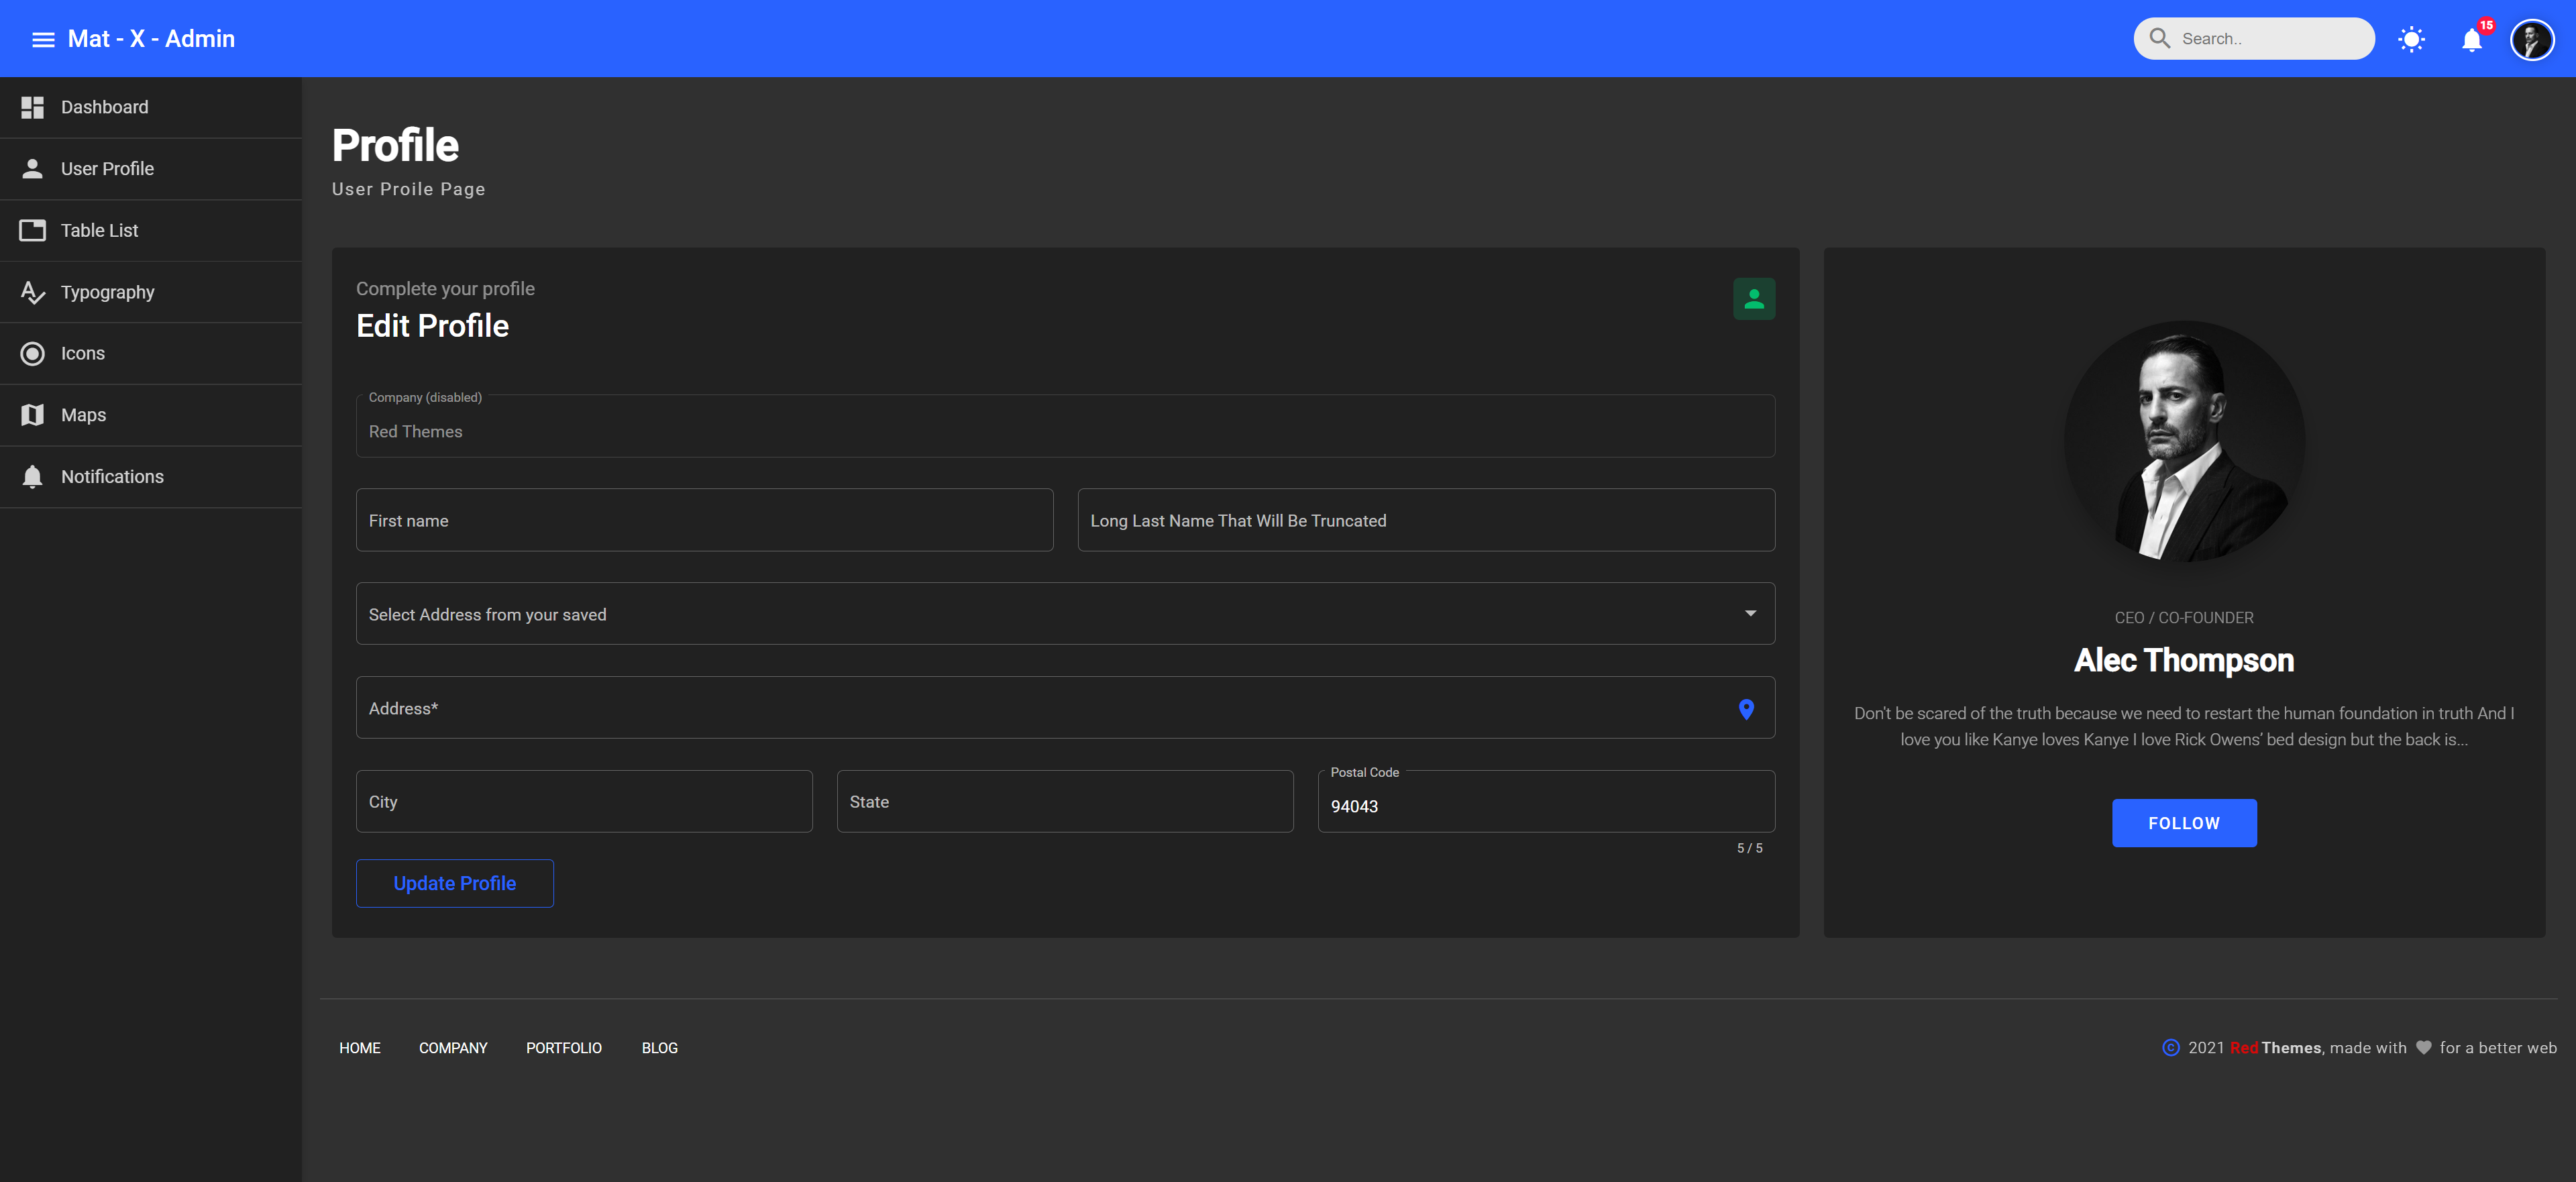 Mat - X - Admin
Search..
15
Dashboard
User Profile
Table List
Typography
Icons
Maps
Notifications
Profile
User Proile Page
Complete your profile
Edit Profile
Company (disabled)
Red Themes
First name
Long Last Name That Will Be Truncated
Select Address from your saved
Address*
City
State
Postal Code
94043
5 / 5
Update Profile
CEO / CO-FOUNDER
Alec Thompson
Don't be scared of the truth because we need to restart the human foundation in truth And I
love you like Kanye loves Kanye I love Rick Owens' bed design but the back is...
FOLLOW
HOME COMPANY PORTFOLIO BLOG
© 2021 Red Themes, made with for a better web